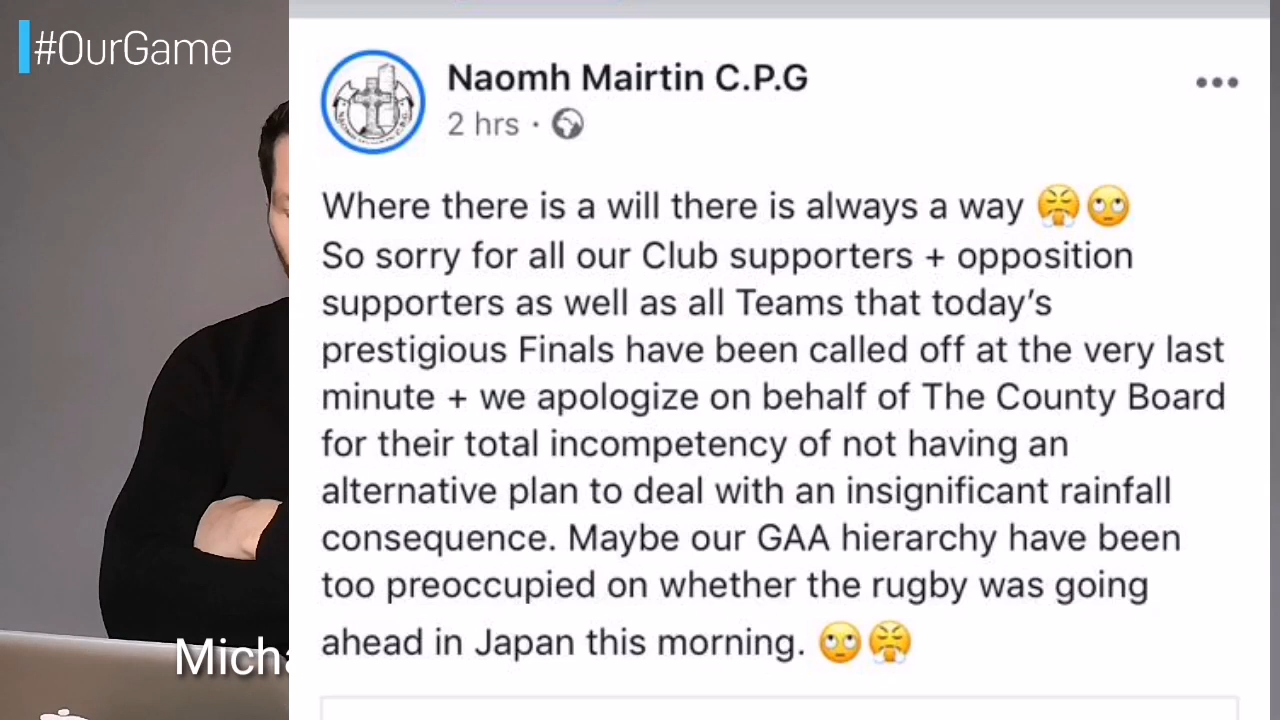 #OurGame
Naomh Mairtin C.P.G
2 hrs ·
Where there is a will there is always a way 😤🙄
So sorry for all our Club supporters + opposition
supporters as well as all Teams that today’s
prestigious Finals have been called off at the very last
minute + we apologize on behalf of The County Board
for their total incompetency of not having an
alternative plan to deal with an insignificant rainfall
consequence. Maybe our GAA hierarchy have been
too preoccupied on whether the rugby was going
ahead in Japan this morning. 🙄😤